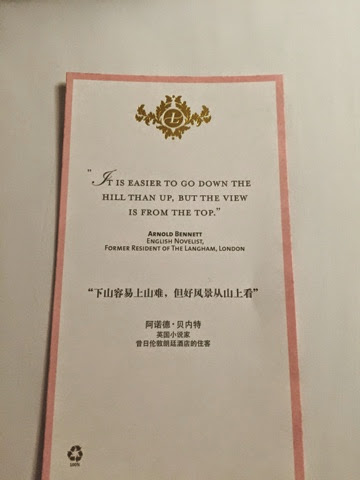 "It is easier to go down the
hill than up, but the view
is from the top."
Arnold Bennett
English Novelist,
Former Resident of The Langham, London
“下山容易上山难，但好风景从山上看”
阿诺德·贝内特
英国小说家
昔日伦敦朗廷酒店的住客